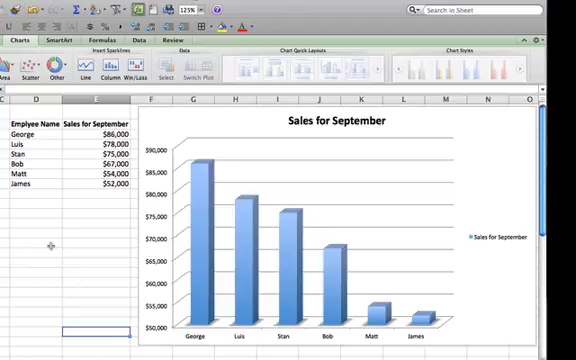 125%
Search in Sheet
Charts SmartArt Formulas Data Review
Insert Sparklines Data Chart Quick Layouts Chart Styles
Area Scatter Other Line Column Win/Loss Select Switch Plot
C D E F G H I J K L M N O
Emplyee Name Sales for September
George $86,000
Luis $78,000
Stan $75,000
Bob $67,000
Matt $54,000
James $52,000
Sales for September
$90,000
$85,000
$80,000
$75,000
$70,000
$65,000
$60,000
$55,000
$50,000
George Luis Stan Bob Matt James
Sales for September